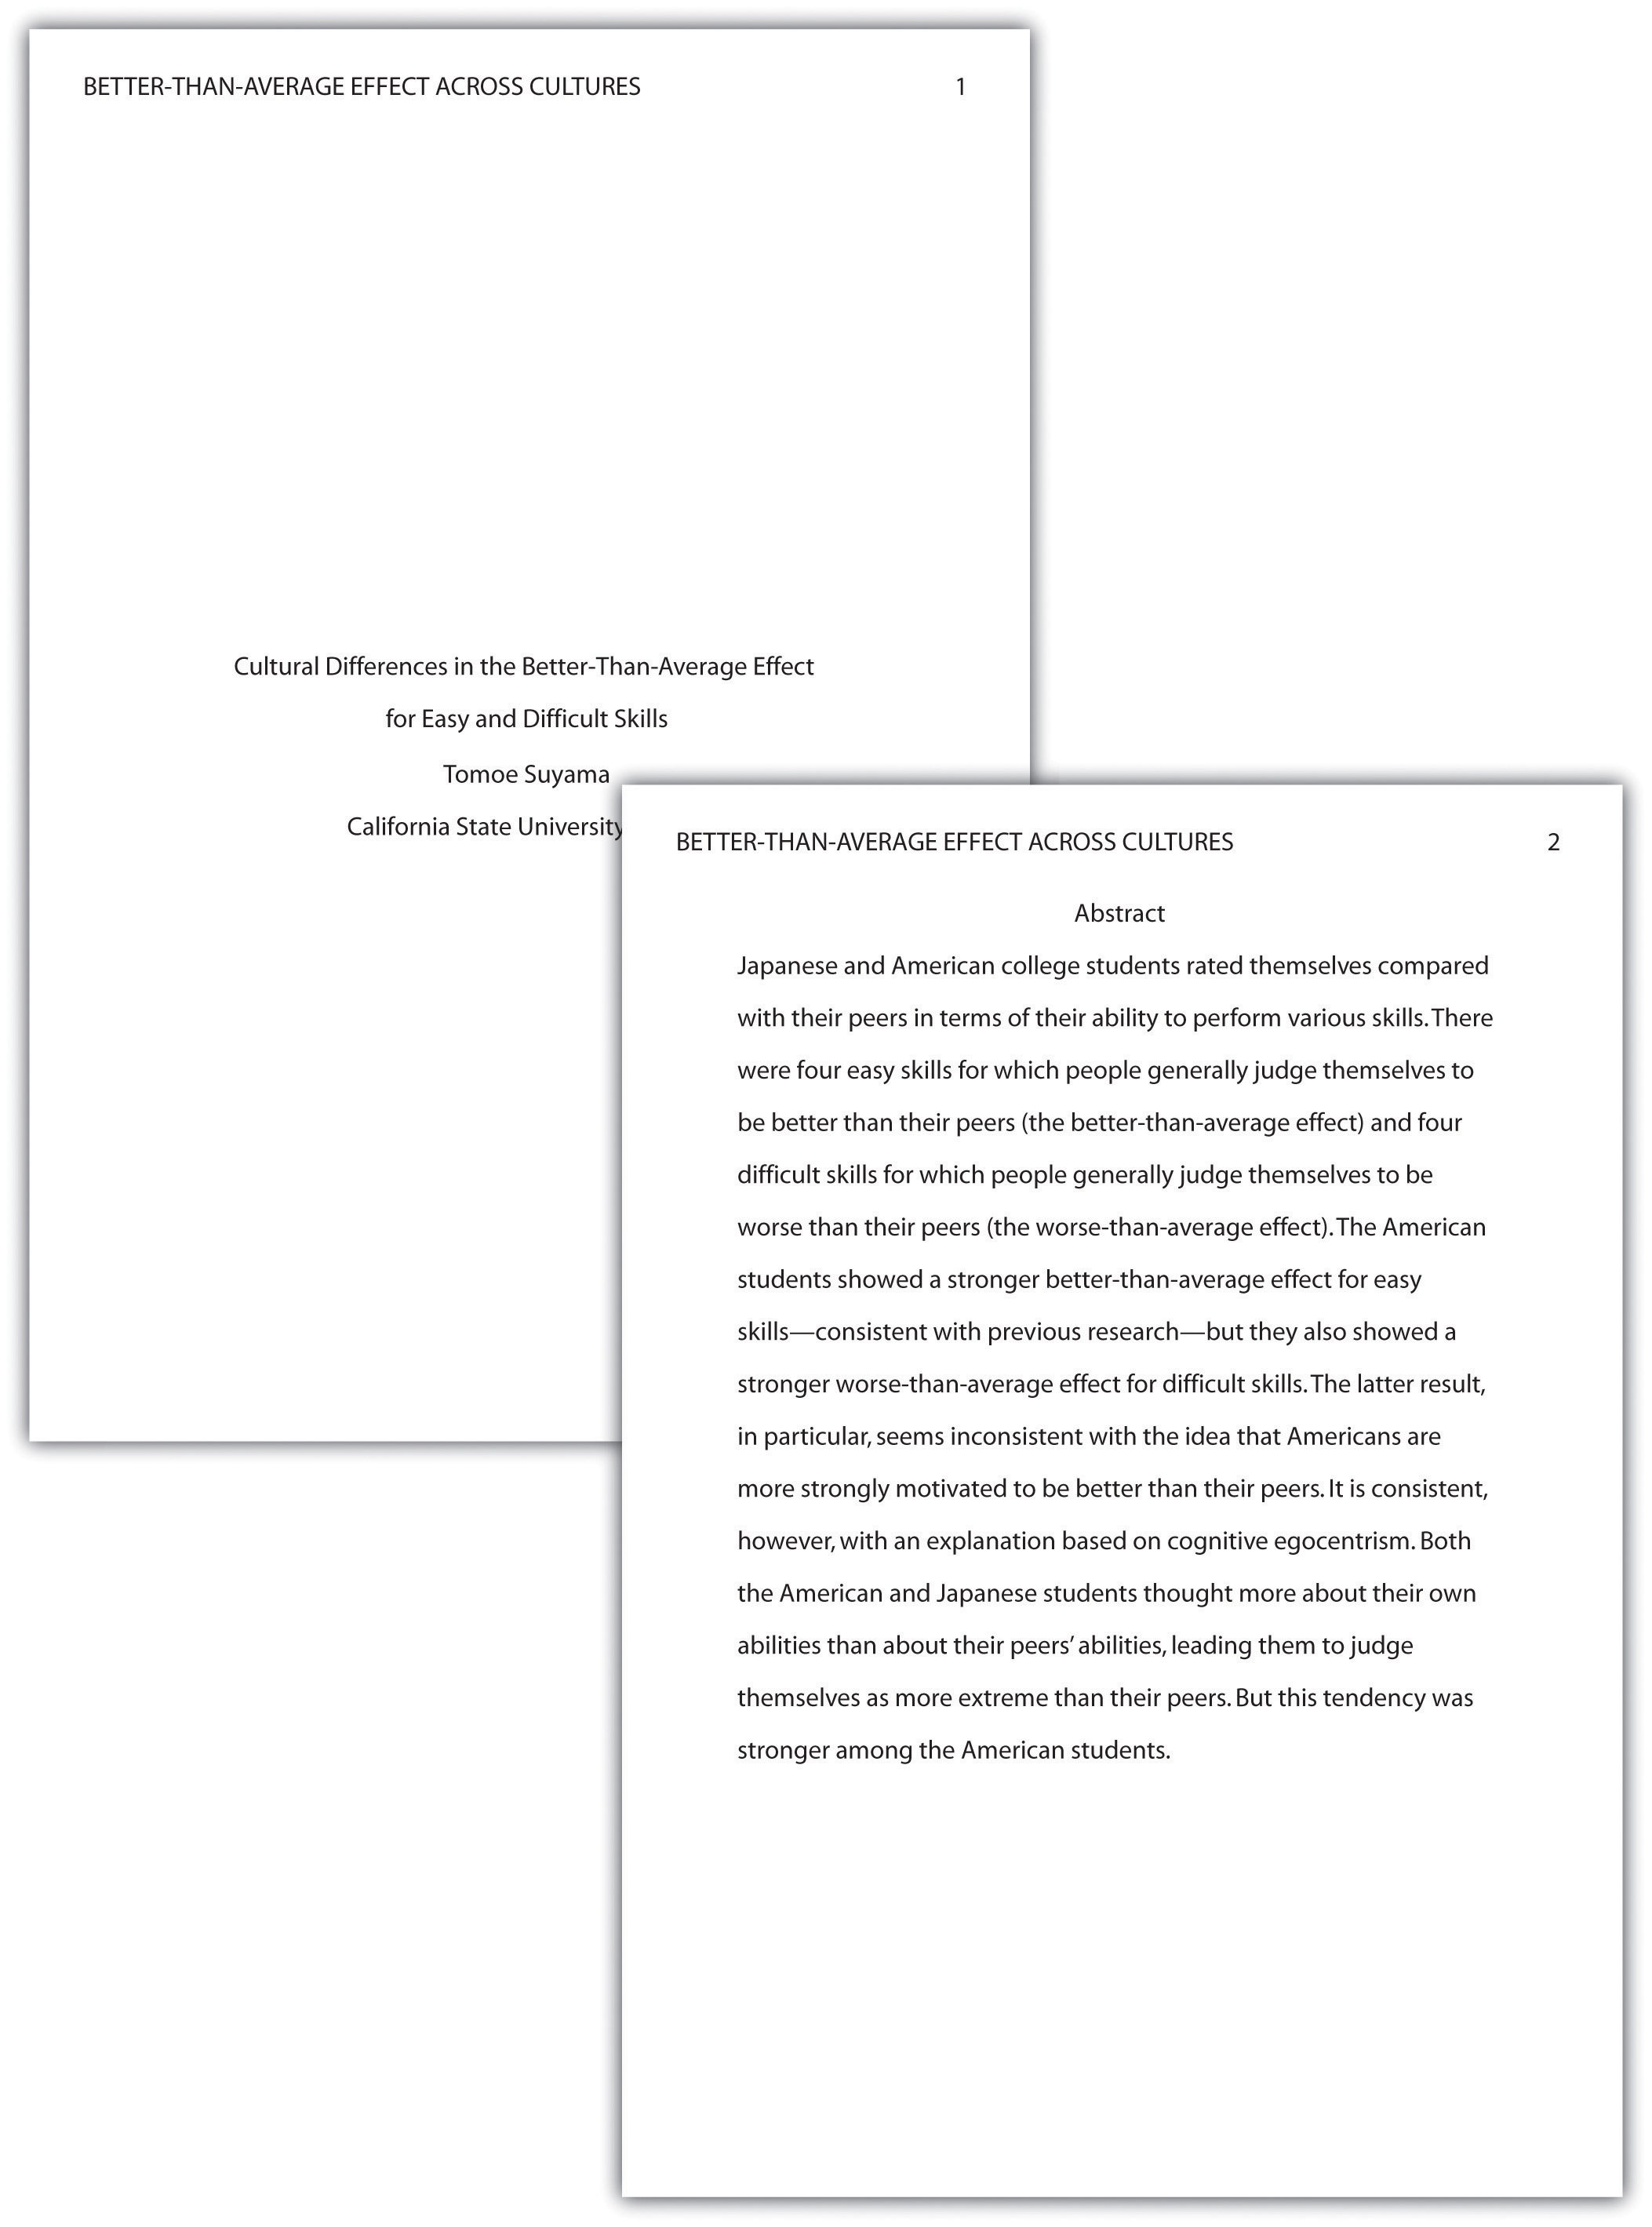 BETTER-THAN-AVERAGE EFFECT ACROSS CULTURES 1
Cultural Differences in the Better-Than-Average Effect
for Easy and Difficult Skills
Tomoe Suyama
California State University
BETTER-THAN-AVERAGE EFFECT ACROSS CULTURES 2
Abstract
Japanese and American college students rated themselves compared
with their peers in terms of their ability to perform various skills. There
were four easy skills for which people generally judge themselves to
be better than their peers (the better-than-average effect) and four
difficult skills for which people generally judge themselves to be
worse than their peers (the worse-than-average effect). The American
students showed a stronger better-than-average effect for easy
skills—consistent with previous research—but they also showed a
stronger worse-than-average effect for difficult skills. The latter result,
in particular, seems inconsistent with the idea that Americans are
more strongly motivated to be better than their peers. It is consistent,
however, with an explanation based on cognitive egocentrism. Both
the American and Japanese students thought more about their own
abilities than about their peers’ abilities, leading them to judge
themselves as more extreme than their peers. But this tendency was
stronger among the American students.